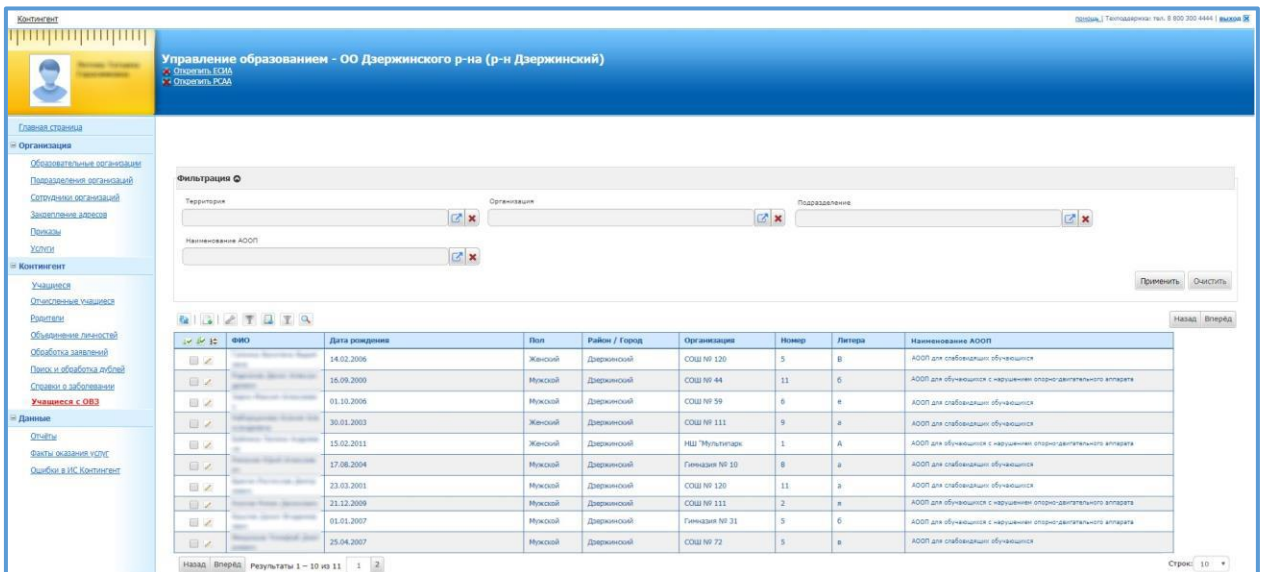 Контингент
помощь | Техподдержка: тел. 8 800 300 4444 | выход
Управление образованием - ОО Дзержинского р-на (р-н Дзержинский)
Открепить ЕСИА
Открепить РСАА
Главная страница
Организация
Образовательные организации
Подразделения организаций
Сотрудники организаций
Закрепление адресов
Приказы
Услуги
Контингент
Учащиеся
Отчисленные учащиеся
Родители
Объединение личностей
Обработка заявлений
Поиск и обработка дублей
Справки о заболевании
Учащиеся с ОВЗ
Данные
Отчёты
Факты оказания услуг
Ошибки в ИС Контингент
Фильтрация
Территория Организация Подразделение
Наименование АООП
Применить Очистить
Назад Вперёд
ФИО Дата рождения Пол Район / Город Организация Номер Литера Наименование АООП
14.02.2006 Женский Дзержинский СОШ № 120 5 В АООП для слабовидящих обучающихся
16.09.2000 Мужской Дзержинский СОШ № 44 11 б АООП для обучающихся с нарушением опорно-двигательного аппарата
01.10.2006 Мужской Дзержинский СОШ № 59 6 е АООП для слабовидящих обучающихся
30.01.2003 Женский Дзержинский СОШ № 111 9 а АООП для слабовидящих обучающихся
15.02.2011 Женский Дзержинский НШ "Мультипарк 1 А АООП для обучающихся с нарушением опорно-двигательного аппарата
17.08.2004 Мужской Дзержинский Гимназия № 10 8 а АООП для слабовидящих обучающихся
23.03.2001 Мужской Дзержинский СОШ № 120 11 а АООП для слабовидящих обучающихся
21.12.2009 Мужской Дзержинский СОШ № 111 2 я АООП для обучающихся с нарушением опорно-двигательного аппарата
01.01.2007 Мужской Дзержинский Гимназия № 31 5 б АООП для обучающихся с нарушением опорно-двигательного аппарата
25.04.2007 Мужской Дзержинский СОШ № 72 5 в АООП для слабовидящих обучающихся
Назад Вперёд Результаты 1 – 10 из 11 1 2
Строк: 10